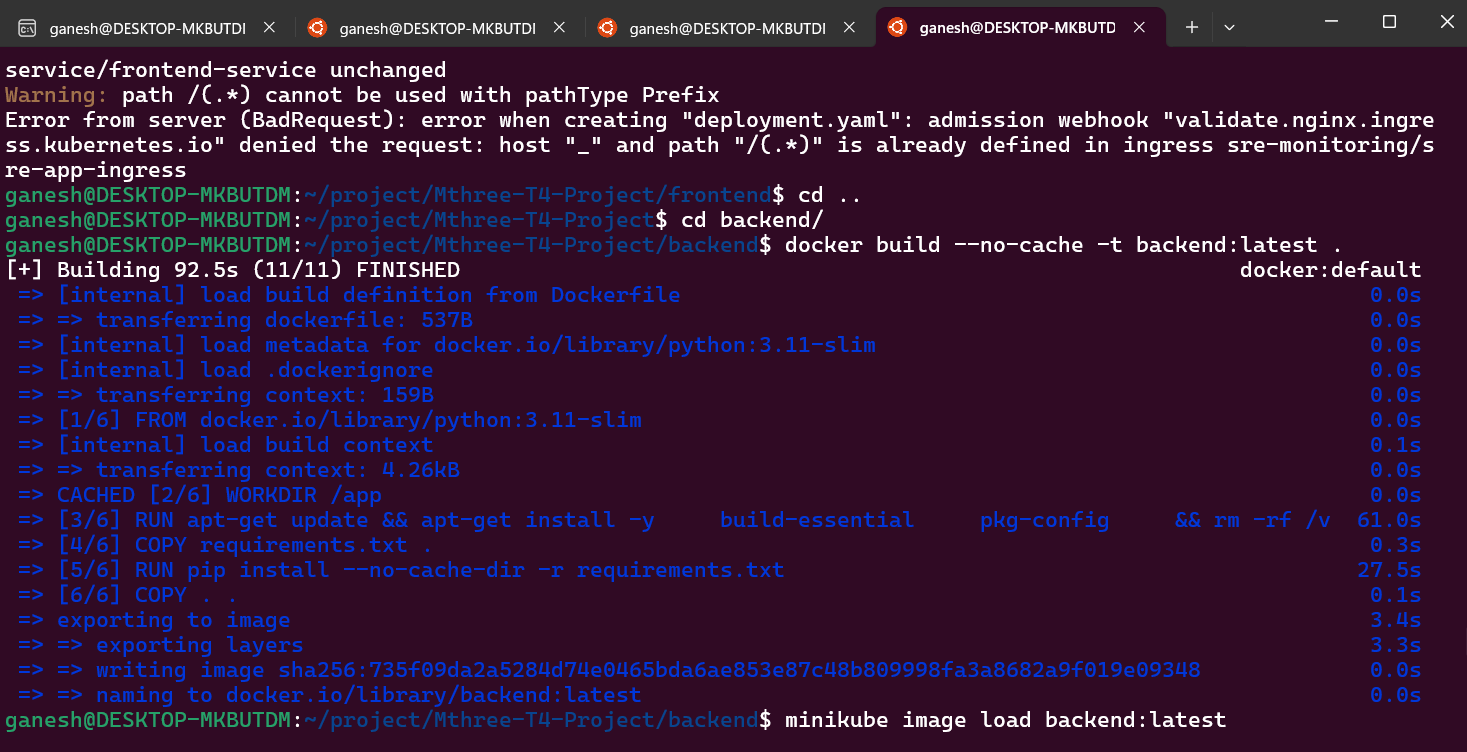 ganesh@DESKTOP-MKBUTDI
ganesh@DESKTOP-MKBUTDI
ganesh@DESKTOP-MKBUTDI
ganesh@DESKTOP-MKBUTD
service/frontend-service unchanged
Warning: path /(.*) cannot be used with pathType Prefix
Error from server (BadRequest): error when creating "deployment.yaml": admission webhook "validate.nginx.ingre
ss.kubernetes.io" denied the request: host "_" and path "/(.*)" is already defined in ingress sre-monitoring/s
re-app-ingress
ganesh@DESKTOP-MKBUTDM:~/project/Mthree-T4-Project/frontend$ cd ..
ganesh@DESKTOP-MKBUTDM:~/project/Mthree-T4-Project$ cd backend/
ganesh@DESKTOP-MKBUTDM:~/project/Mthree-T4-Project/backend$ docker build --no-cache -t backend:latest .
[+] Building 92.5s (11/11) FINISHED docker:default
=> [internal] load build definition from Dockerfile 0.0s
=> => transferring dockerfile: 537B 0.0s
=> [internal] load metadata for docker.io/library/python:3.11-slim 0.0s
=> [internal] load .dockerignore 0.0s
=> => transferring context: 159B 0.0s
=> [1/6] FROM docker.io/library/python:3.11-slim 0.0s
=> [internal] load build context 0.1s
=> => transferring context: 4.26kB 0.0s
=> CACHED [2/6] WORKDIR /app 0.0s
=> [3/6] RUN apt-get update && apt-get install -y     build-essential     pkg-config     && rm -rf /v 61.0s
=> [4/6] COPY requirements.txt . 0.3s
=> [5/6] RUN pip install --no-cache-dir -r requirements.txt 27.5s
=> [6/6] COPY . . 0.1s
=> exporting to image 3.4s
=> => exporting layers 3.3s
=> => writing image sha256:735f09da2a5284d74e0465bda6ae853e87c48b809998fa3a8682a9f019e09348 0.0s
=> => naming to docker.io/library/backend:latest 0.0s
ganesh@DESKTOP-MKBUTDM:~/project/Mthree-T4-Project/backend$ minikube image load backend:latest